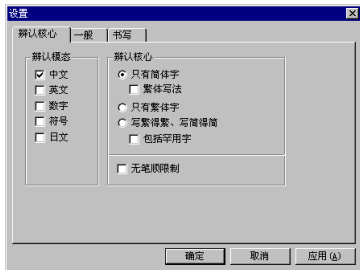 设置
辨认核心 一般 书写
辨认模态
中文
英文
数字
符号
日文
辨认核心
只有简体字
繁体写法
只有繁体字
写繁得繁、写简得简
包括罕用字
无笔顺限制
确定 取消 应用(A)